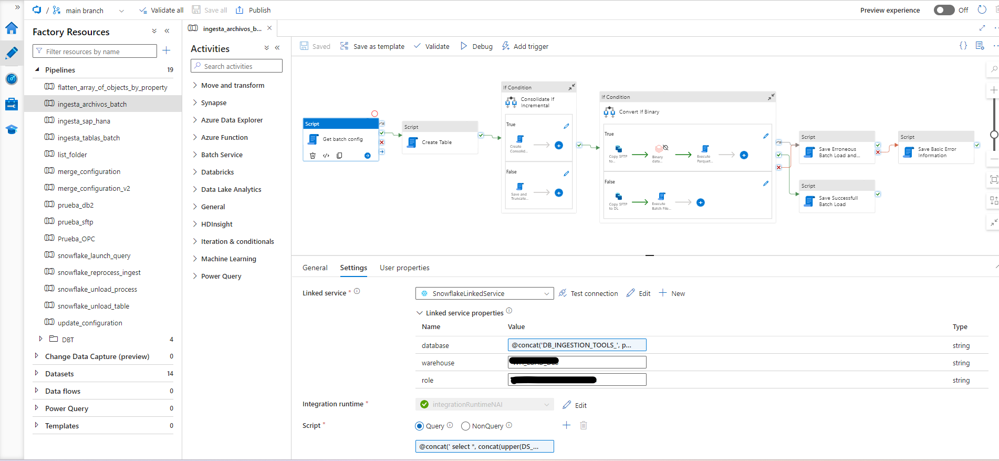 / main branch Validate all Save all Publish Preview experience Off
Factory Resources
Filter resources by name
Pipelines 19
flatten_array_of_objects_by_property
ingesta_archivos_batch
ingesta_sap_hana
ingesta_tablas_batch
list_folder
merge_configuration
merge_configuration_v2
prueba_db2
prueba_sftp
Prueba_OPC
snowflake_launch_query
snowflake_reprocess_ingest
snowflake_unload_process
snowflake_unload_table
update_configuration
DBT 4
Change Data Capture (preview) 0
Datasets 14
Data flows 0
Power Query 0
Templates 0
ingesta_archivos_b...
Activities
Search activities
Move and transform
Synapse
Azure Data Explorer
Azure Function
Batch Service
Databricks
Data Lake Analytics
General
HDInsight
Iteration & conditionals
Machine Learning
Power Query
Saved Save as template Validate Debug Add trigger
Script
Get batch config
Script
Create Table
If Condition
Consolidate If
Incremental
True
Create
Consolid...
False
Save and
Truncate...
If Condition
Convert If Binary
True
Copy SFTP
to...
Binary
data...
Execute
Parquet...
False
Copy SFTP
to DL
Execute
Batch File...
Script
Save Erroneous
Batch Load and...
Script
Save Basic Error
Information
Script
Save Successfull
Batch Load
General Settings User properties
Linked service *
SnowflakeLinkedService
Test connection Edit New
Linked service properties
Name Value Type
database @concat('DB_INGESTION_TOOLS_', p... string
warehouse string
role string
Integration runtime * integrationRuntimeNAI Edit
Script * Query NonQuery
@concat(' select *, concat(upper(DS_...